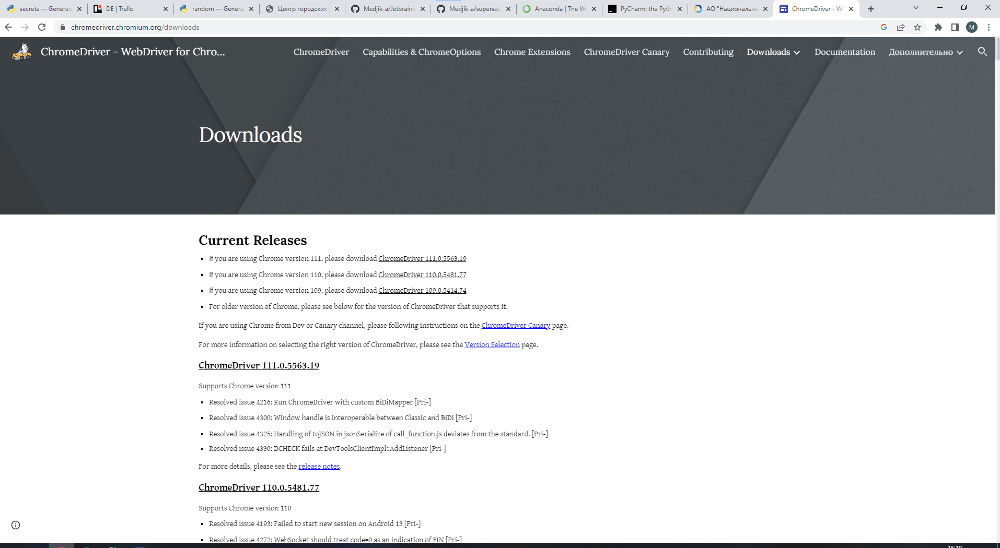 secrets — Generate
DE | Trello
random — Genera
Центр городских
Medjik-a/Jetbrains
Medjik-a/superset_
Anaconda | The Wo
PyCharm: the Pyth
АО "Национальны
ChromeDriver - We
chromedriver.chromium.org/downloads
M
ChromeDriver - WebDriver for Chro...
ChromeDriver
Capabilities & ChromeOptions
Chrome Extensions
ChromeDriver Canary
Contributing
Downloads
Documentation
Дополнительно
Downloads
Current Releases
If you are using Chrome version 111, please download ChromeDriver 111.0.5563.19
If you are using Chrome version 110, please download ChromeDriver 110.0.5481.77
If you are using Chrome version 109, please download ChromeDriver 109.0.5414.74
For older version of Chrome, please see below for the version of ChromeDriver that supports it.
If you are using Chrome from Dev or Canary channel, please following instructions on the ChromeDriver Canary page.
For more information on selecting the right version of ChromeDriver, please see the Version Selection page.
ChromeDriver 111.0.5563.19
Supports Chrome version 111
Resolved issue 4216: Run ChromeDriver with custom BiDiMapper [Pri-]
Resolved issue 4300: Window handle is interoperable between Classic and BiDi [Pri-]
Resolved issue 4325: Handling of toJSON in jsonSerialize of call_function.js deviates from the standard. [Pri-]
Resolved issue 4330: DCHECK fails at DevToolsClientImpl::AddListener [Pri-]
For more details, please see the release notes.
ChromeDriver 110.0.5481.77
Supports Chrome version 110
Resolved issue 4193: Failed to start new session on Android 13 [Pri-]
Resolved issue 4272: WebSocket should treat code=0 as an indication of FIN [Pri-]